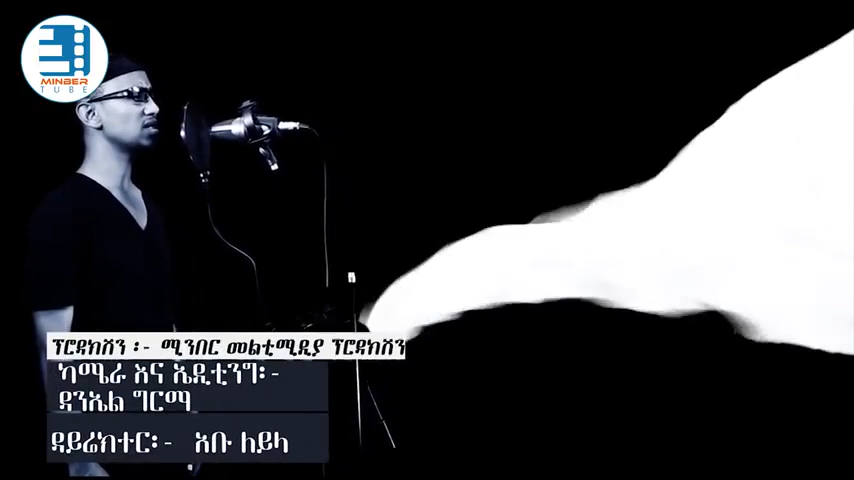 MINBER
TUBE
ፕሮዳክሽን ፡- ሚንበር መልቲሚዲያ ፕሮዳክሽን
ካሜራ እና ኤዲቲንግ፡-
ዳንኤል ግርማ
ዳይሬክተር፡- አቡ ለይላ